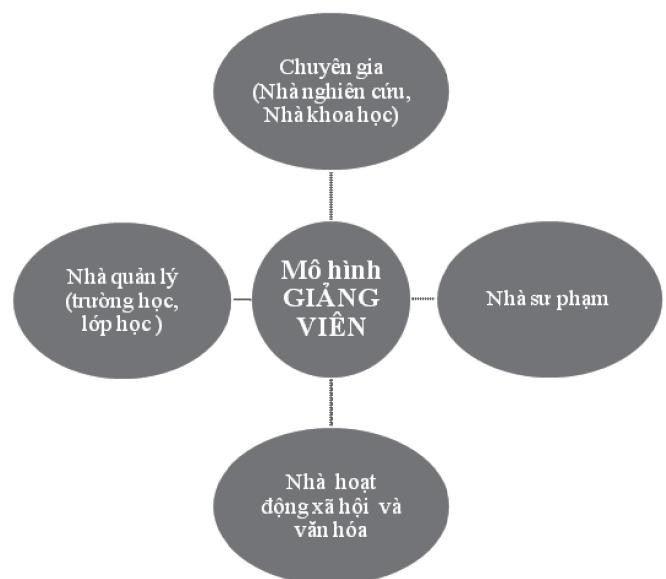 Chuyên gia
(Nhà nghiên cứu,
Nhà khoa học)
Nhà quản lý
(trường học,
lớp học )
Mô hình
GIẢNG
VIÊN
Nhà sư phạm
Nhà hoạt
động xã hội và
văn hóa